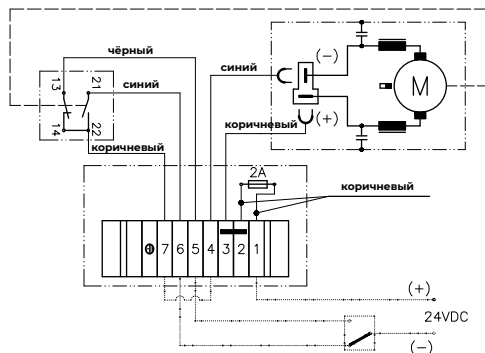 чёрный
(-)
синий
13
21
синий
M
(+)
коричневый
14
22
коричневый
2A
коричневый
7 6 5 4 3 2 1
(+)
24VDC
(-)